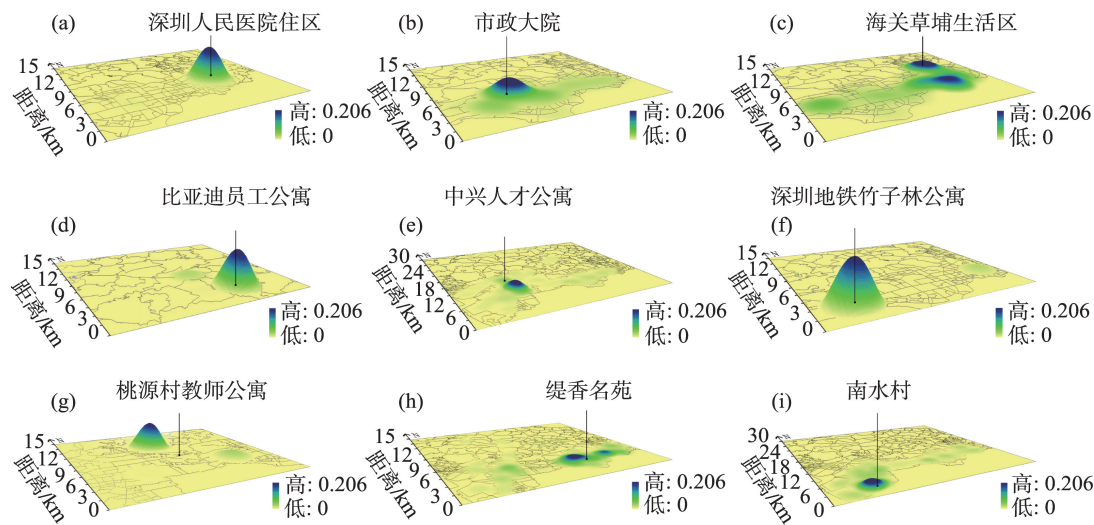 (a) 深圳人民医院住区
15
12
9
6
3
0
距离/km
高: 0.206
低: 0
(b) 市政大院
15
12
9
6
3
0
距离/km
高: 0.206
低: 0
(c) 海关草埔生活区
15
12
9
6
3
0
距离/km
高: 0.206
低: 0
(d) 比亚迪员工公寓
15
12
9
6
3
0
距离/km
高: 0.206
低: 0
(e) 中兴人才公寓
30
24
18
12
6
0
距离/km
高: 0.206
低: 0
(f) 深圳地铁竹子林公寓
15
12
9
6
3
0
距离/km
高: 0.206
低: 0
(g) 桃源村教师公寓
15
12
9
6
3
0
距离/km
高: 0.206
低: 0
(h) 缇香名苑
15
12
9
6
3
0
距离/km
高: 0.206
低: 0
(i) 南水村
30
24
18
12
6
0
距离/km
高: 0.206
低: 0